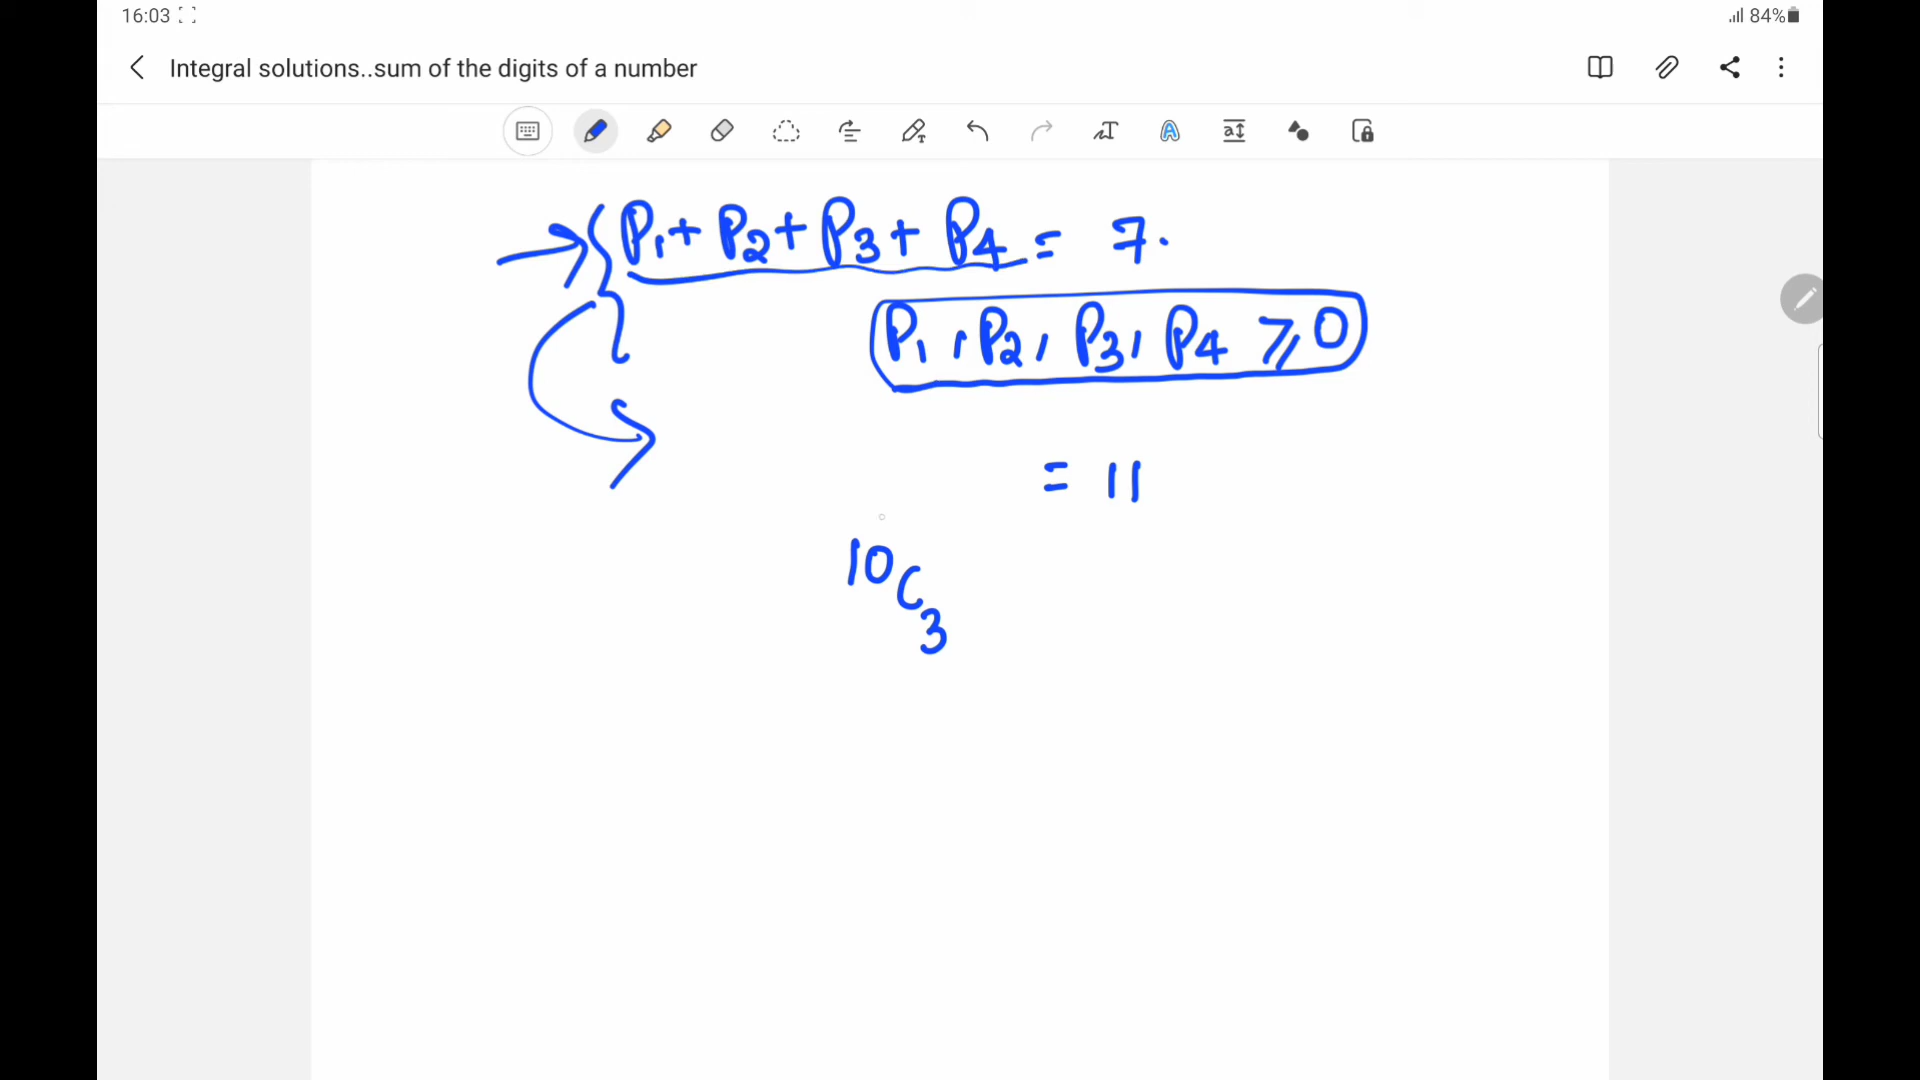 16:03
84%
Integral solutions..sum of the digits of a number
P₁ + P₂ + P₃ + P₄ = 7.
P₁, P₂, P₃, P₄ ⩾ 0
= 11
¹⁰C₃